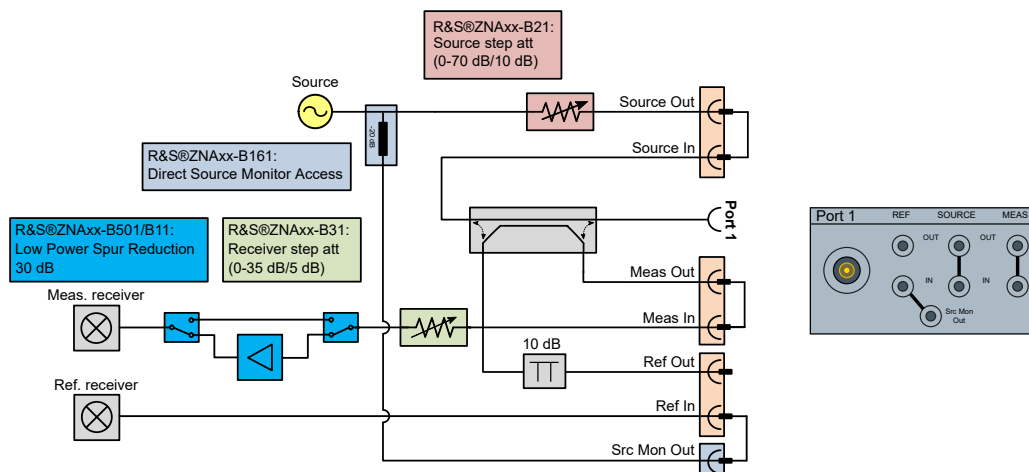 R&S®ZNAxx-B21:
Source step att
(0-70 dB/10 dB)
Source
Source Out
-20 dB
Source In
R&S®ZNAxx-B161:
Direct Source Monitor Access
Port 1
R&S®ZNAxx-B501/B11:
Low Power Spur Reduction
30 dB
R&S®ZNAxx-B31:
Receiver step att
(0-35 dB/5 dB)
Meas Out
Meas. receiver
Meas In
10 dB
Ref Out
Ref. receiver
Ref In
Src Mon Out
Port 1
REF
SOURCE
MEAS
OUT
OUT
IN
IN
Src Mon
Out